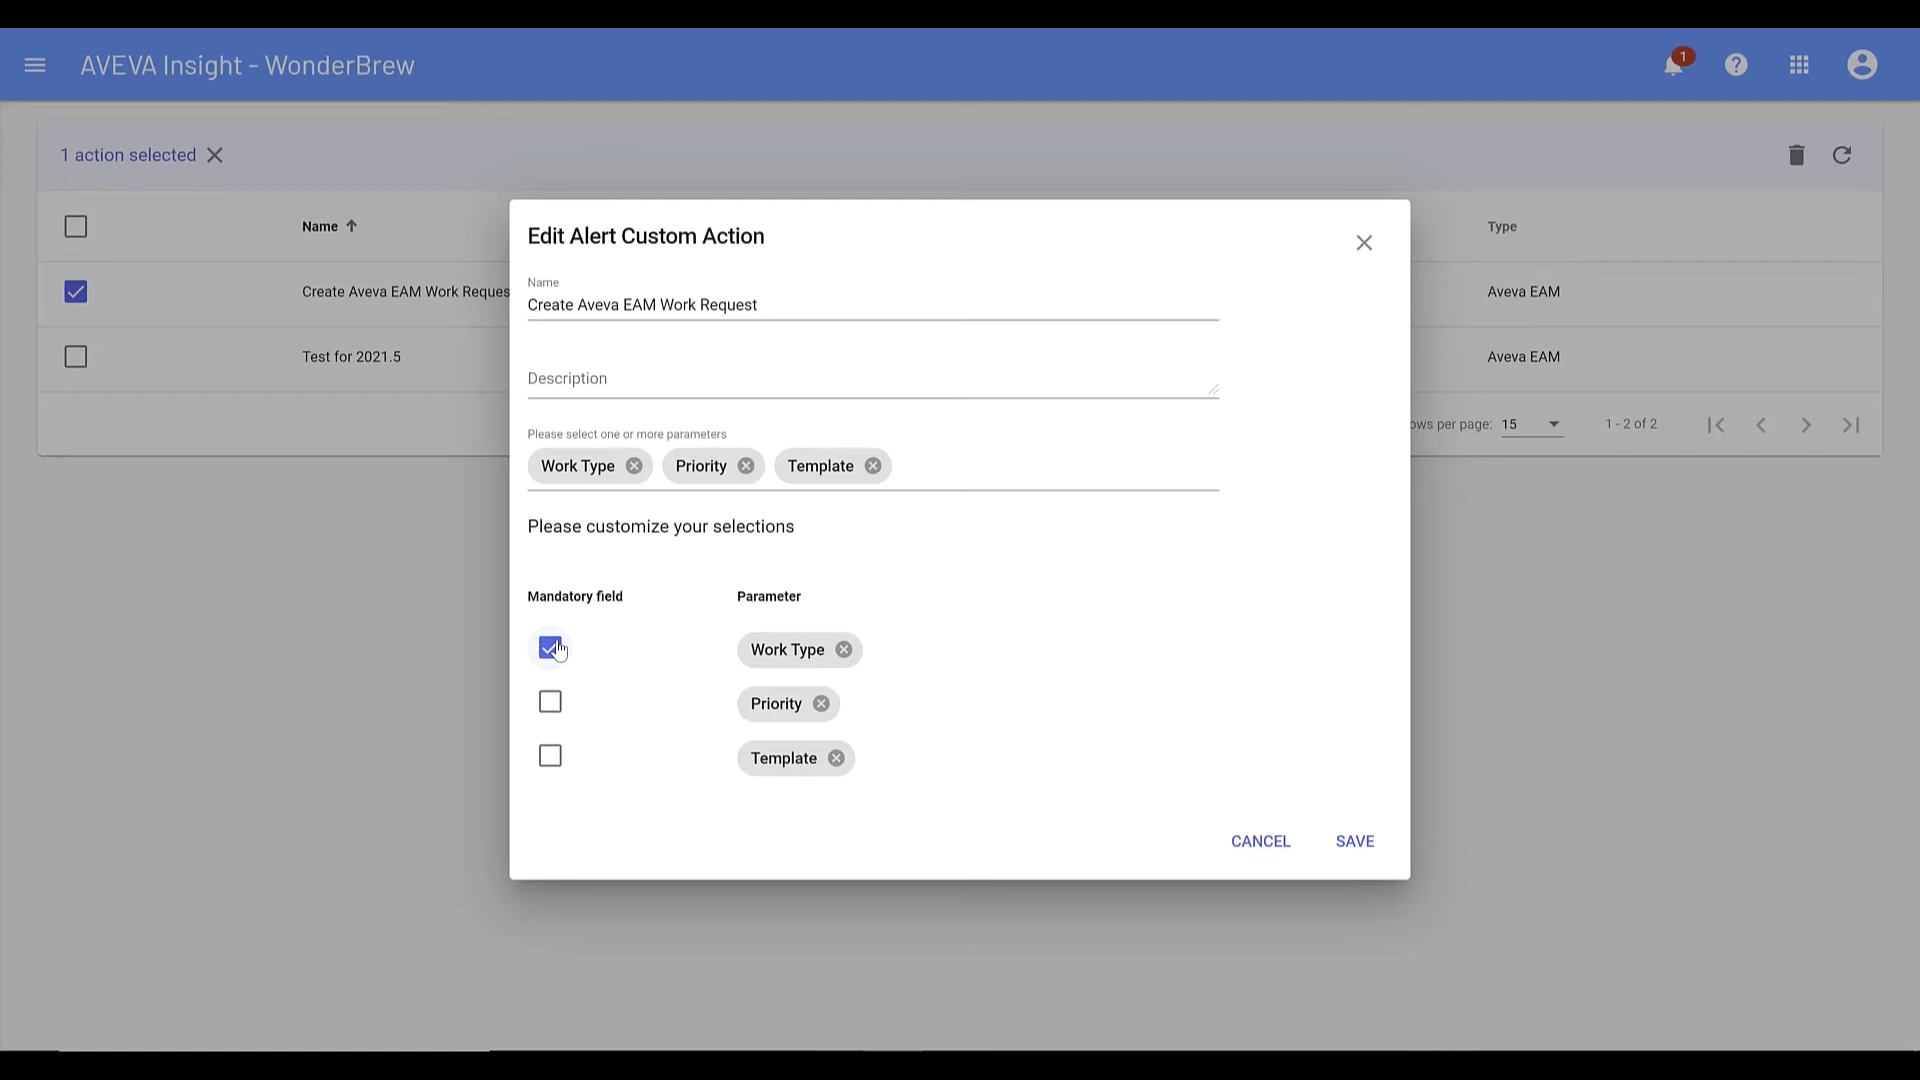 AVEVA Insight - WonderBrew
1
1 action selected
Name
Type
Create Aveva EAM Work Reques
Aveva EAM
Test for 2021.5
Aveva EAM
ows per page: 15
1 - 2 of 2
Edit Alert Custom Action
Name
Create Aveva EAM Work Request
Description
Please select one or more parameters
Work Type Priority Template
Please customize your selections
Mandatory field Parameter
Work Type
Priority
Template
CANCEL SAVE